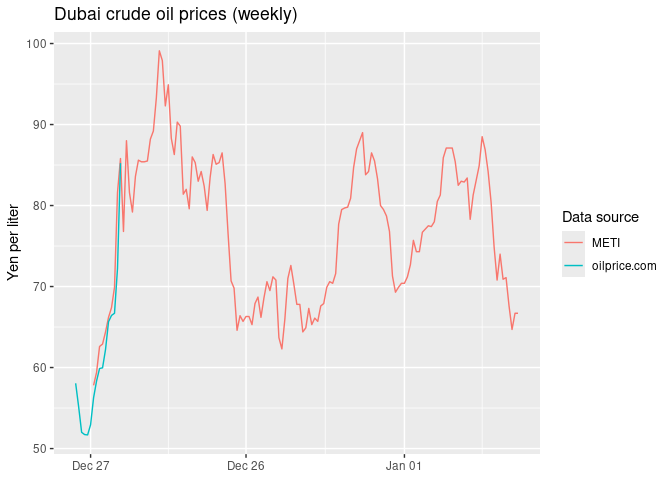 Dubai crude oil prices (weekly)
100
90
80
70
60
50
Yen per liter
Dec 27
Dec 26
Jan 01
Data source
METI
oilprice.com